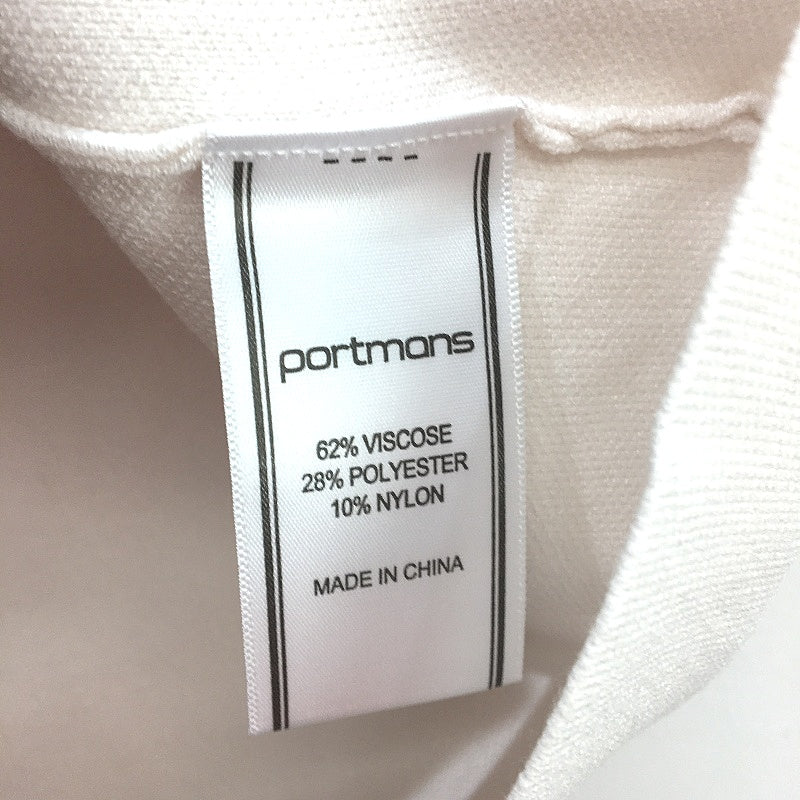 portmans
62% VISCOSE
28% POLYESTER
10% NYLON
MADE IN CHINA